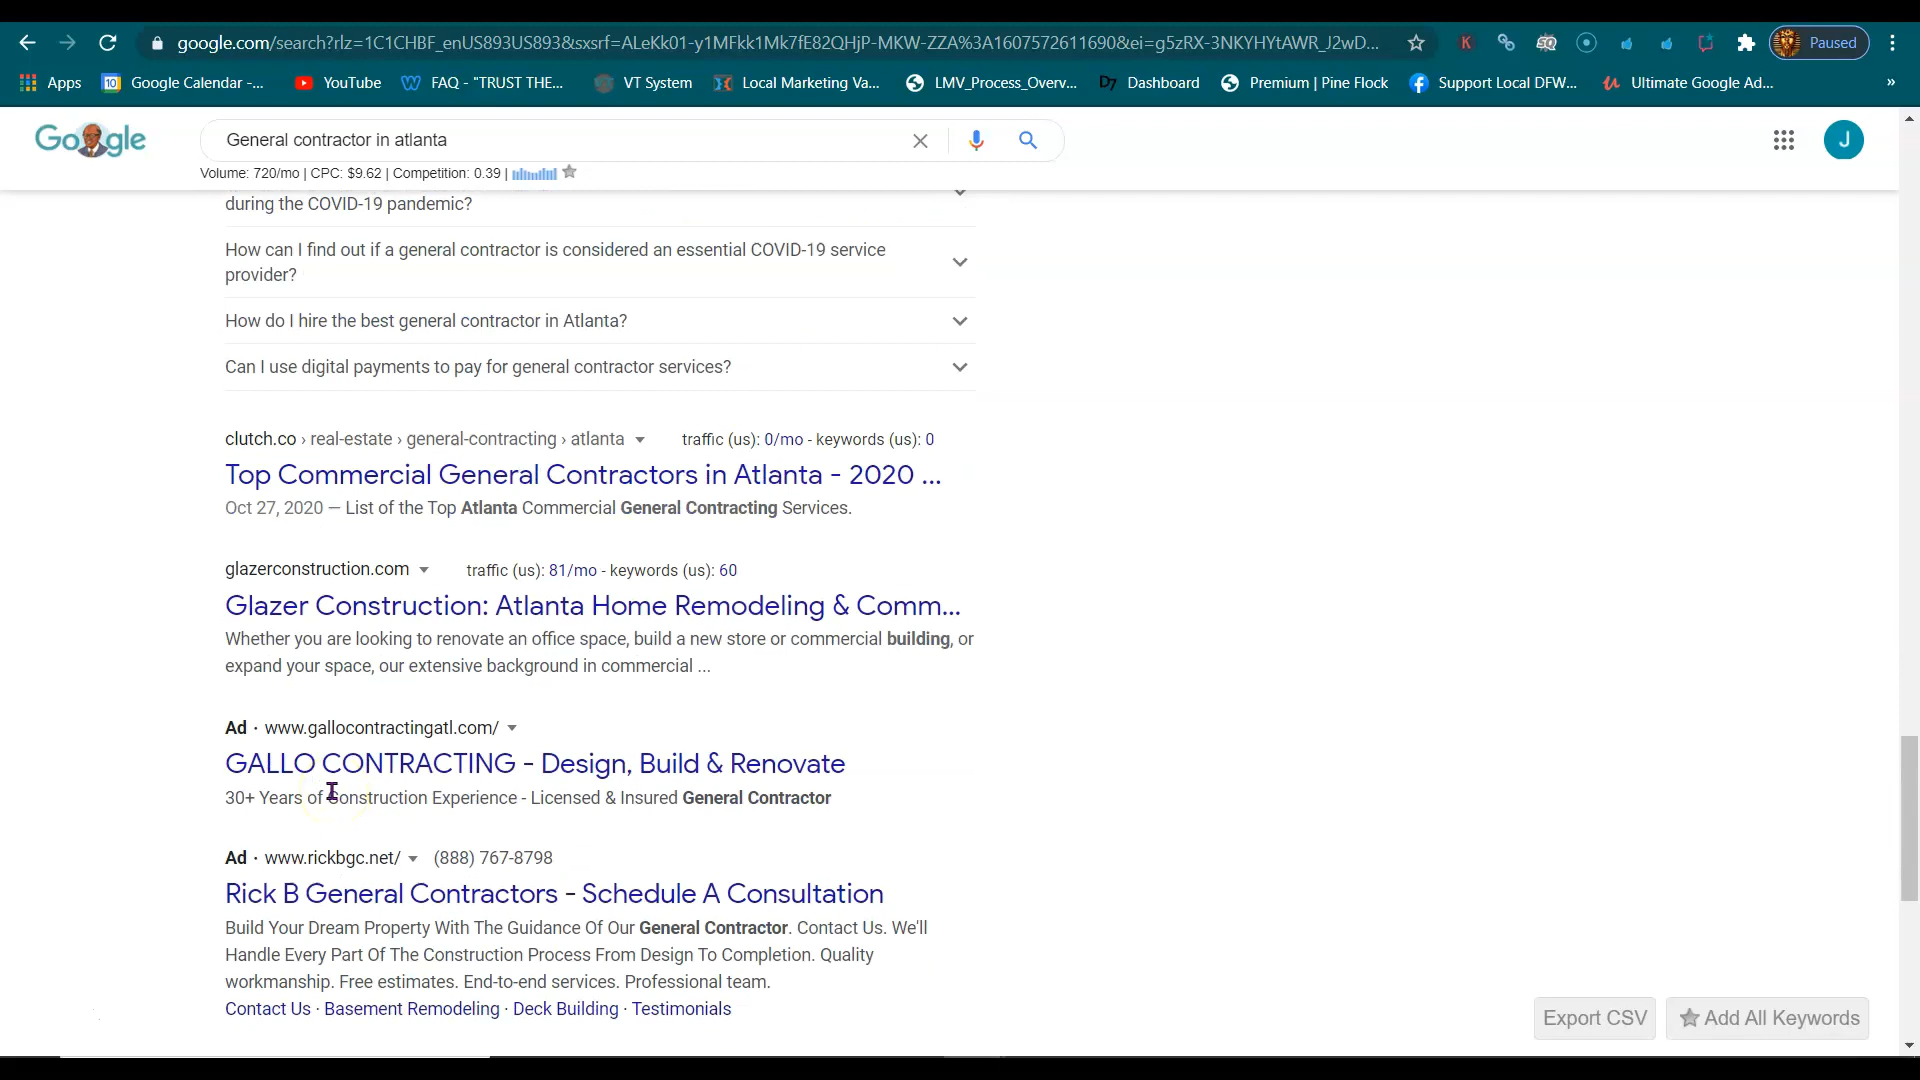 google.com/search?rlz=1C1CHBF_enUS893US893&sxsrf=ALeKk01-y1MFkk1Mk7fE82QHjP-MKW-ZZA%3A1607572611690&ei=g5zRX-3NKYHYtAWR_J2wD...
Paused
Apps
10 Google Calendar -...
YouTube
FAQ - "TRUST THE...
VT System
Local Marketing Va...
LMV_Process_Overv...
D7 Dashboard
Premium | Pine Flock
Support Local DFW...
Ultimate Google Ad...
»
Google
General contractor in atlanta
J
Volume: 720/mo | CPC: $9.62 | Competition: 0.39 |
during the COVID-19 pandemic?
How can I find out if a general contractor is considered an essential COVID-19 service
provider?
How do I hire the best general contractor in Atlanta?
Can I use digital payments to pay for general contractor services?
clutch.co › real-estate › general-contracting › atlanta traffic (us): 0/mo - keywords (us): 0
Top Commercial General Contractors in Atlanta - 2020 ...
Oct 27, 2020 — List of the Top Atlanta Commercial General Contracting Services.
glazerconstruction.com traffic (us): 81/mo - keywords (us): 60
Glazer Construction: Atlanta Home Remodeling & Comm...
Whether you are looking to renovate an office space, build a new store or commercial building, or
expand your space, our extensive background in commercial ...
Ad · www.gallocontractingatl.com/
GALLO CONTRACTING - Design, Build & Renovate
30+ Years of Construction Experience - Licensed & Insured General Contractor
Ad · www.rickbgc.net/ (888) 767-8798
Rick B General Contractors - Schedule A Consultation
Build Your Dream Property With The Guidance Of Our General Contractor. Contact Us. We'll
Handle Every Part Of The Construction Process From Design To Completion. Quality
workmanship. Free estimates. End-to-end services. Professional team.
Contact Us · Basement Remodeling · Deck Building · Testimonials
Export CSV
Add All Keywords